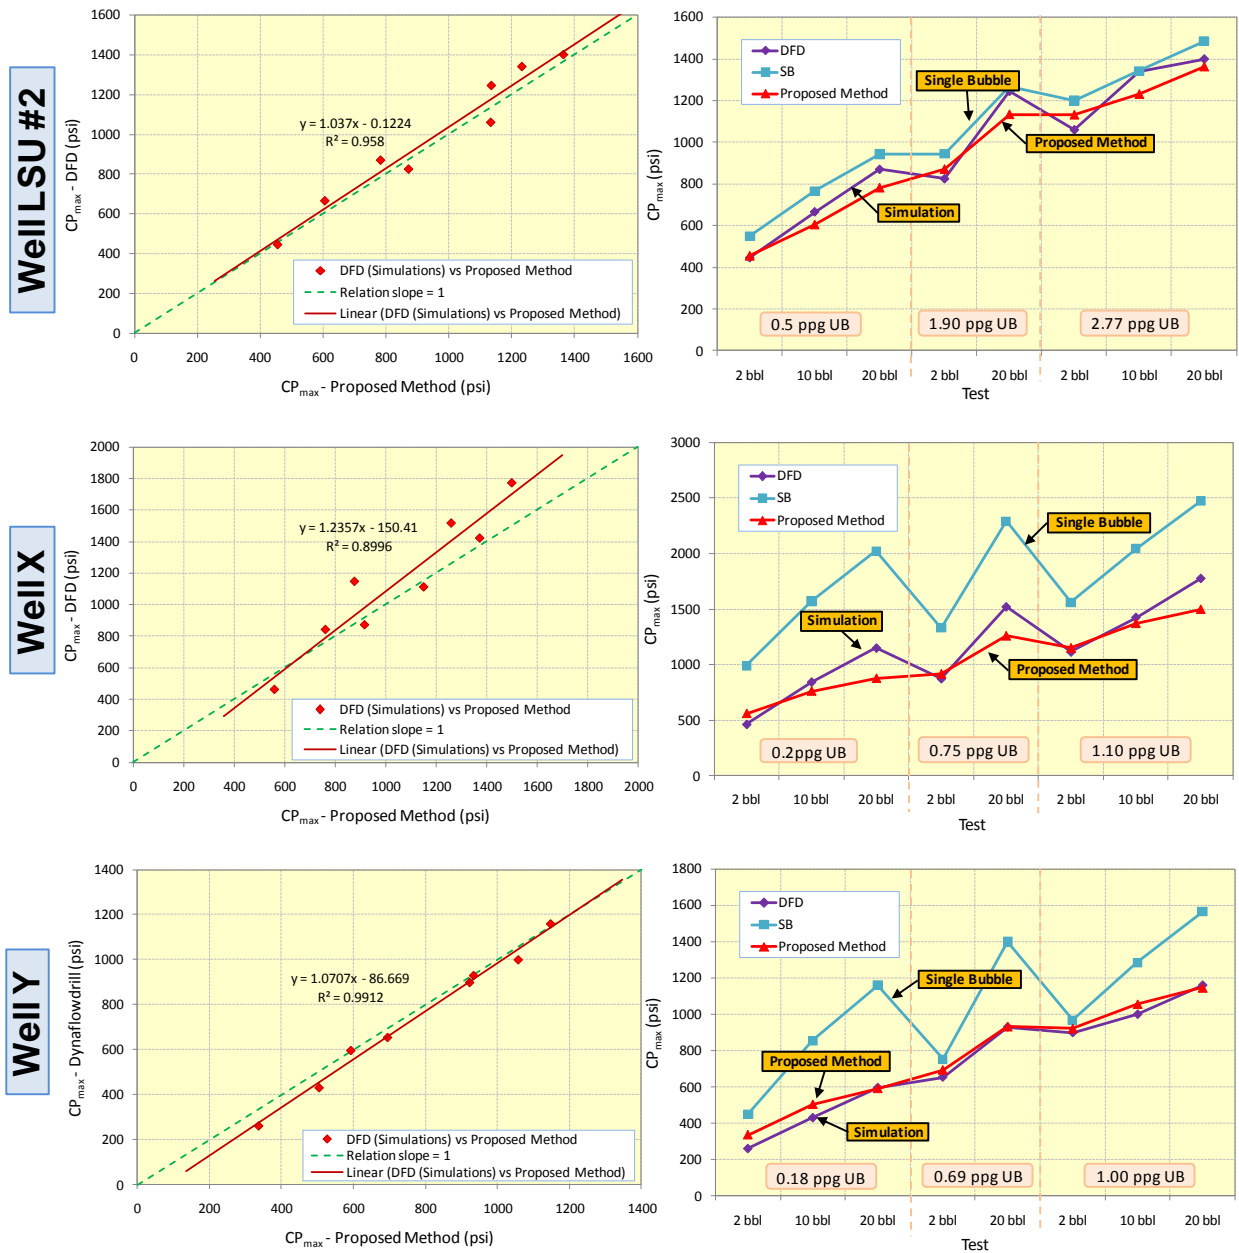 Well LSU #2
1600
1400
1200
1000
800
600
400
200
0
CPmax - DFD (psi)
y = 1.037x - 0.1224
R² = 0.958
DFD (Simulations) vs Proposed Method
Relation slope = 1
Linear (DFD (Simulations) vs Proposed Method)
0 200 400 600 800 1000 1200 1400 1600
CPmax - Proposed Method (psi)
1600
1400
1200
1000
800
600
400
200
0
CPmax (psi)
DFD
SB
Proposed Method
Single Bubble
Proposed Method
Simulation
0.5 ppg UB 1.90 ppg UB 2.77 ppg UB
2 bbl 10 bbl 20 bbl 2 bbl 20 bbl 2 bbl 10 bbl 20 bbl
Test
Well X
2000
1800
1600
1400
1200
1000
800
600
400
200
0
CPmax - DFD (psi)
y = 1.2357x - 150.41
R² = 0.8996
DFD (Simulations) vs Proposed Method
Relation slope = 1
Linear (DFD (Simulations) vs Proposed Method)
0 200 400 600 800 1000 1200 1400 1600 1800 2000
CPmax - Proposed Method (psi)
3000
2500
2000
1500
1000
500
0
CPmax (psi)
DFD
SB
Proposed Method
Single Bubble
Simulation
Proposed Method
0.2ppg UB 0.75 ppg UB 1.10 ppg UB
2 bbl 10 bbl 20 bbl 2 bbl 20 bbl 2 bbl 10 bbl 20 bbl
Test
Well Y
1400
1200
1000
800
600
400
200
0
CPmax - Dynaflowdrill (psi)
y = 1.0707x - 86.669
R² = 0.9912
DFD (Simulations) vs Proposed Method
Relation slope = 1
Linear (DFD (Simulations) vs Proposed Method)
0 200 400 600 800 1000 1200 1400
CPmax - Proposed Method (psi)
1800
1600
1400
1200
1000
800
600
400
200
0
CPmax (psi)
DFD
SB
Proposed Method
Single Bubble
Proposed Method
Simulation
0.18 ppg UB 0.69 ppg UB 1.00 ppg UB
2 bbl 10 bbl 20 bbl 2 bbl 20 bbl 2 bbl 10 bbl 20 bbl
Test